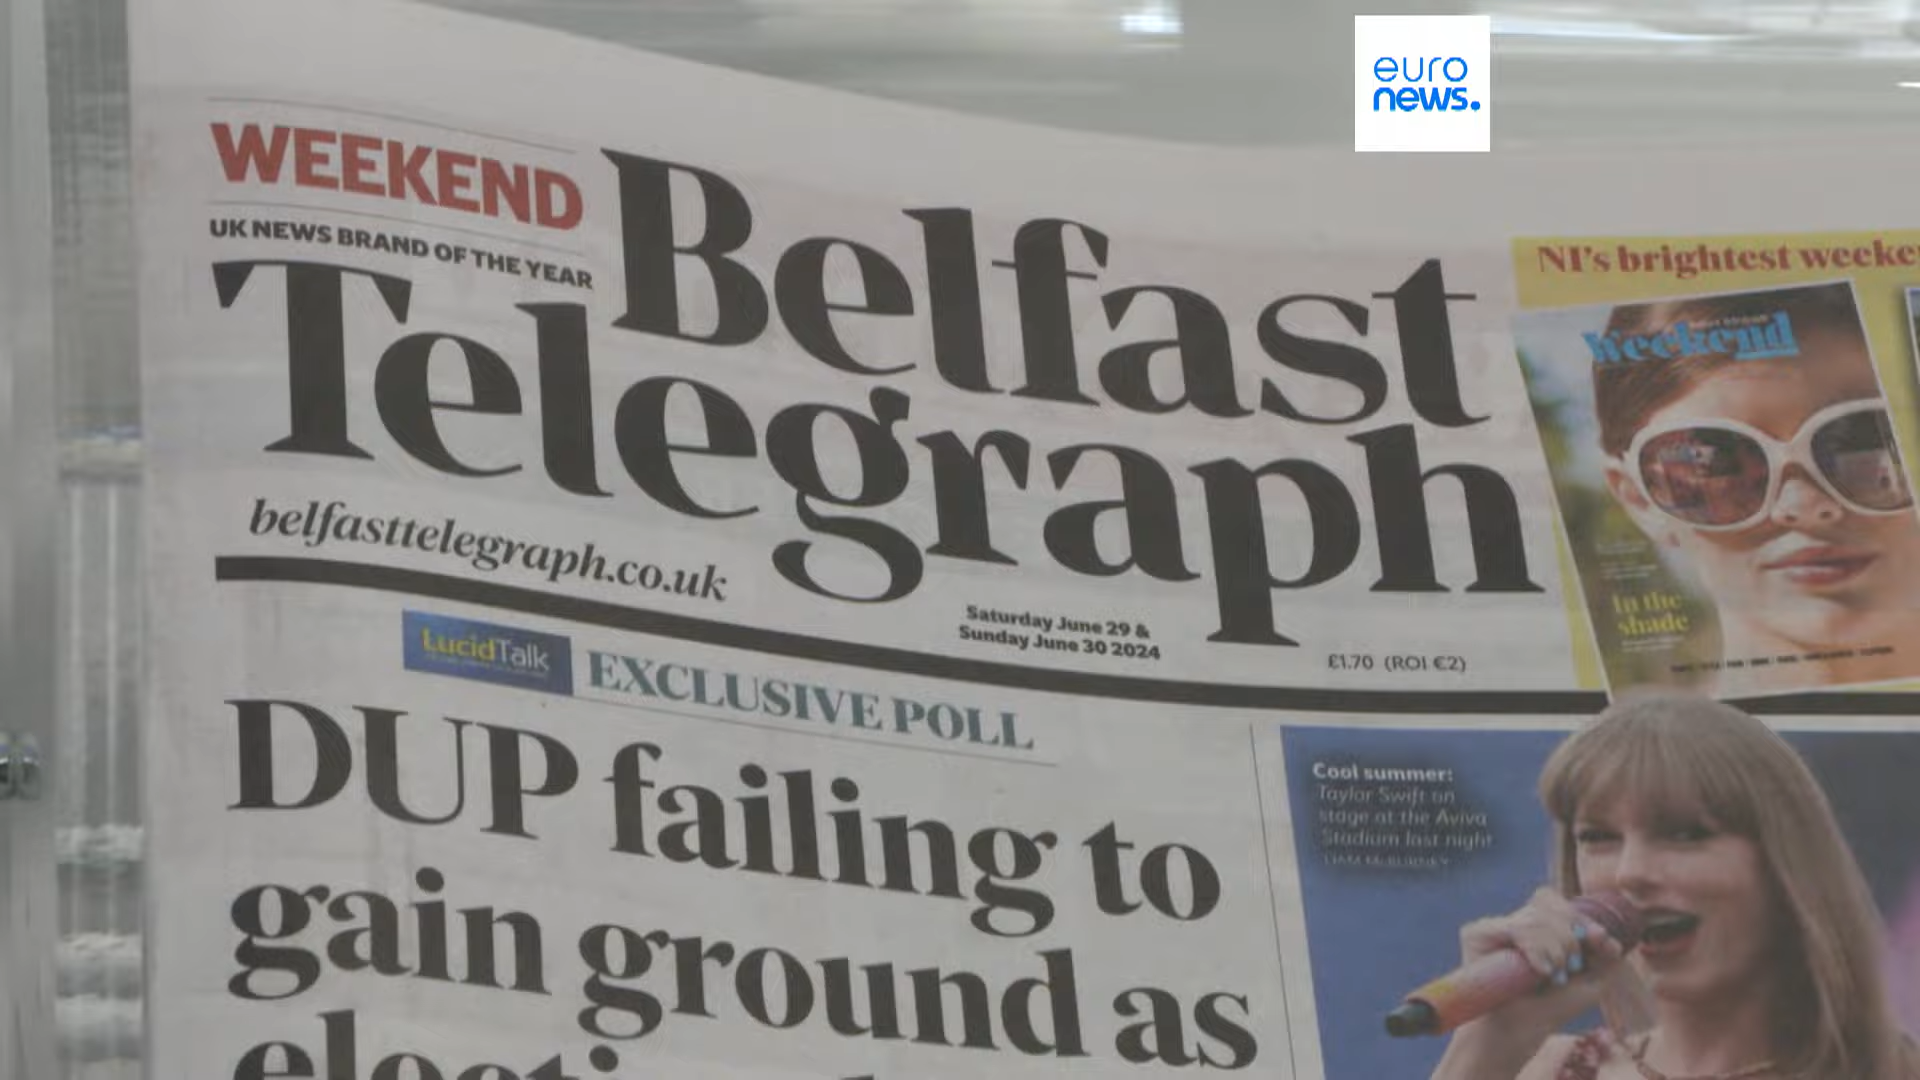 euro
news.
WEEKEND
UK NEWS BRAND OF THE YEAR
Belfast
Telegraph
belfasttelegraph.co.uk
Saturday June 29 &
Sunday June 30 2024
£1.70 (ROI €2)
NI's brightest
Weekend
In the
shade
LucidTalk
EXCLUSIVE POLL
DUP failing to
gain ground as
Cool summer:
Taylor Swift on
stage at the Aviva
Stadium last night